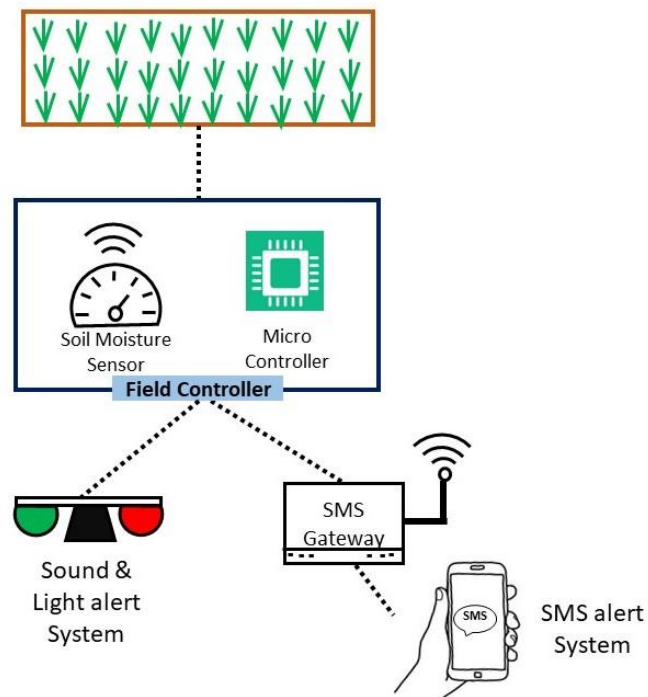 Soil Moisture
Sensor
Micro
Controller
Field Controller
SMS
Gateway
Sound &
Light alert
System
SMS
SMS alert
System